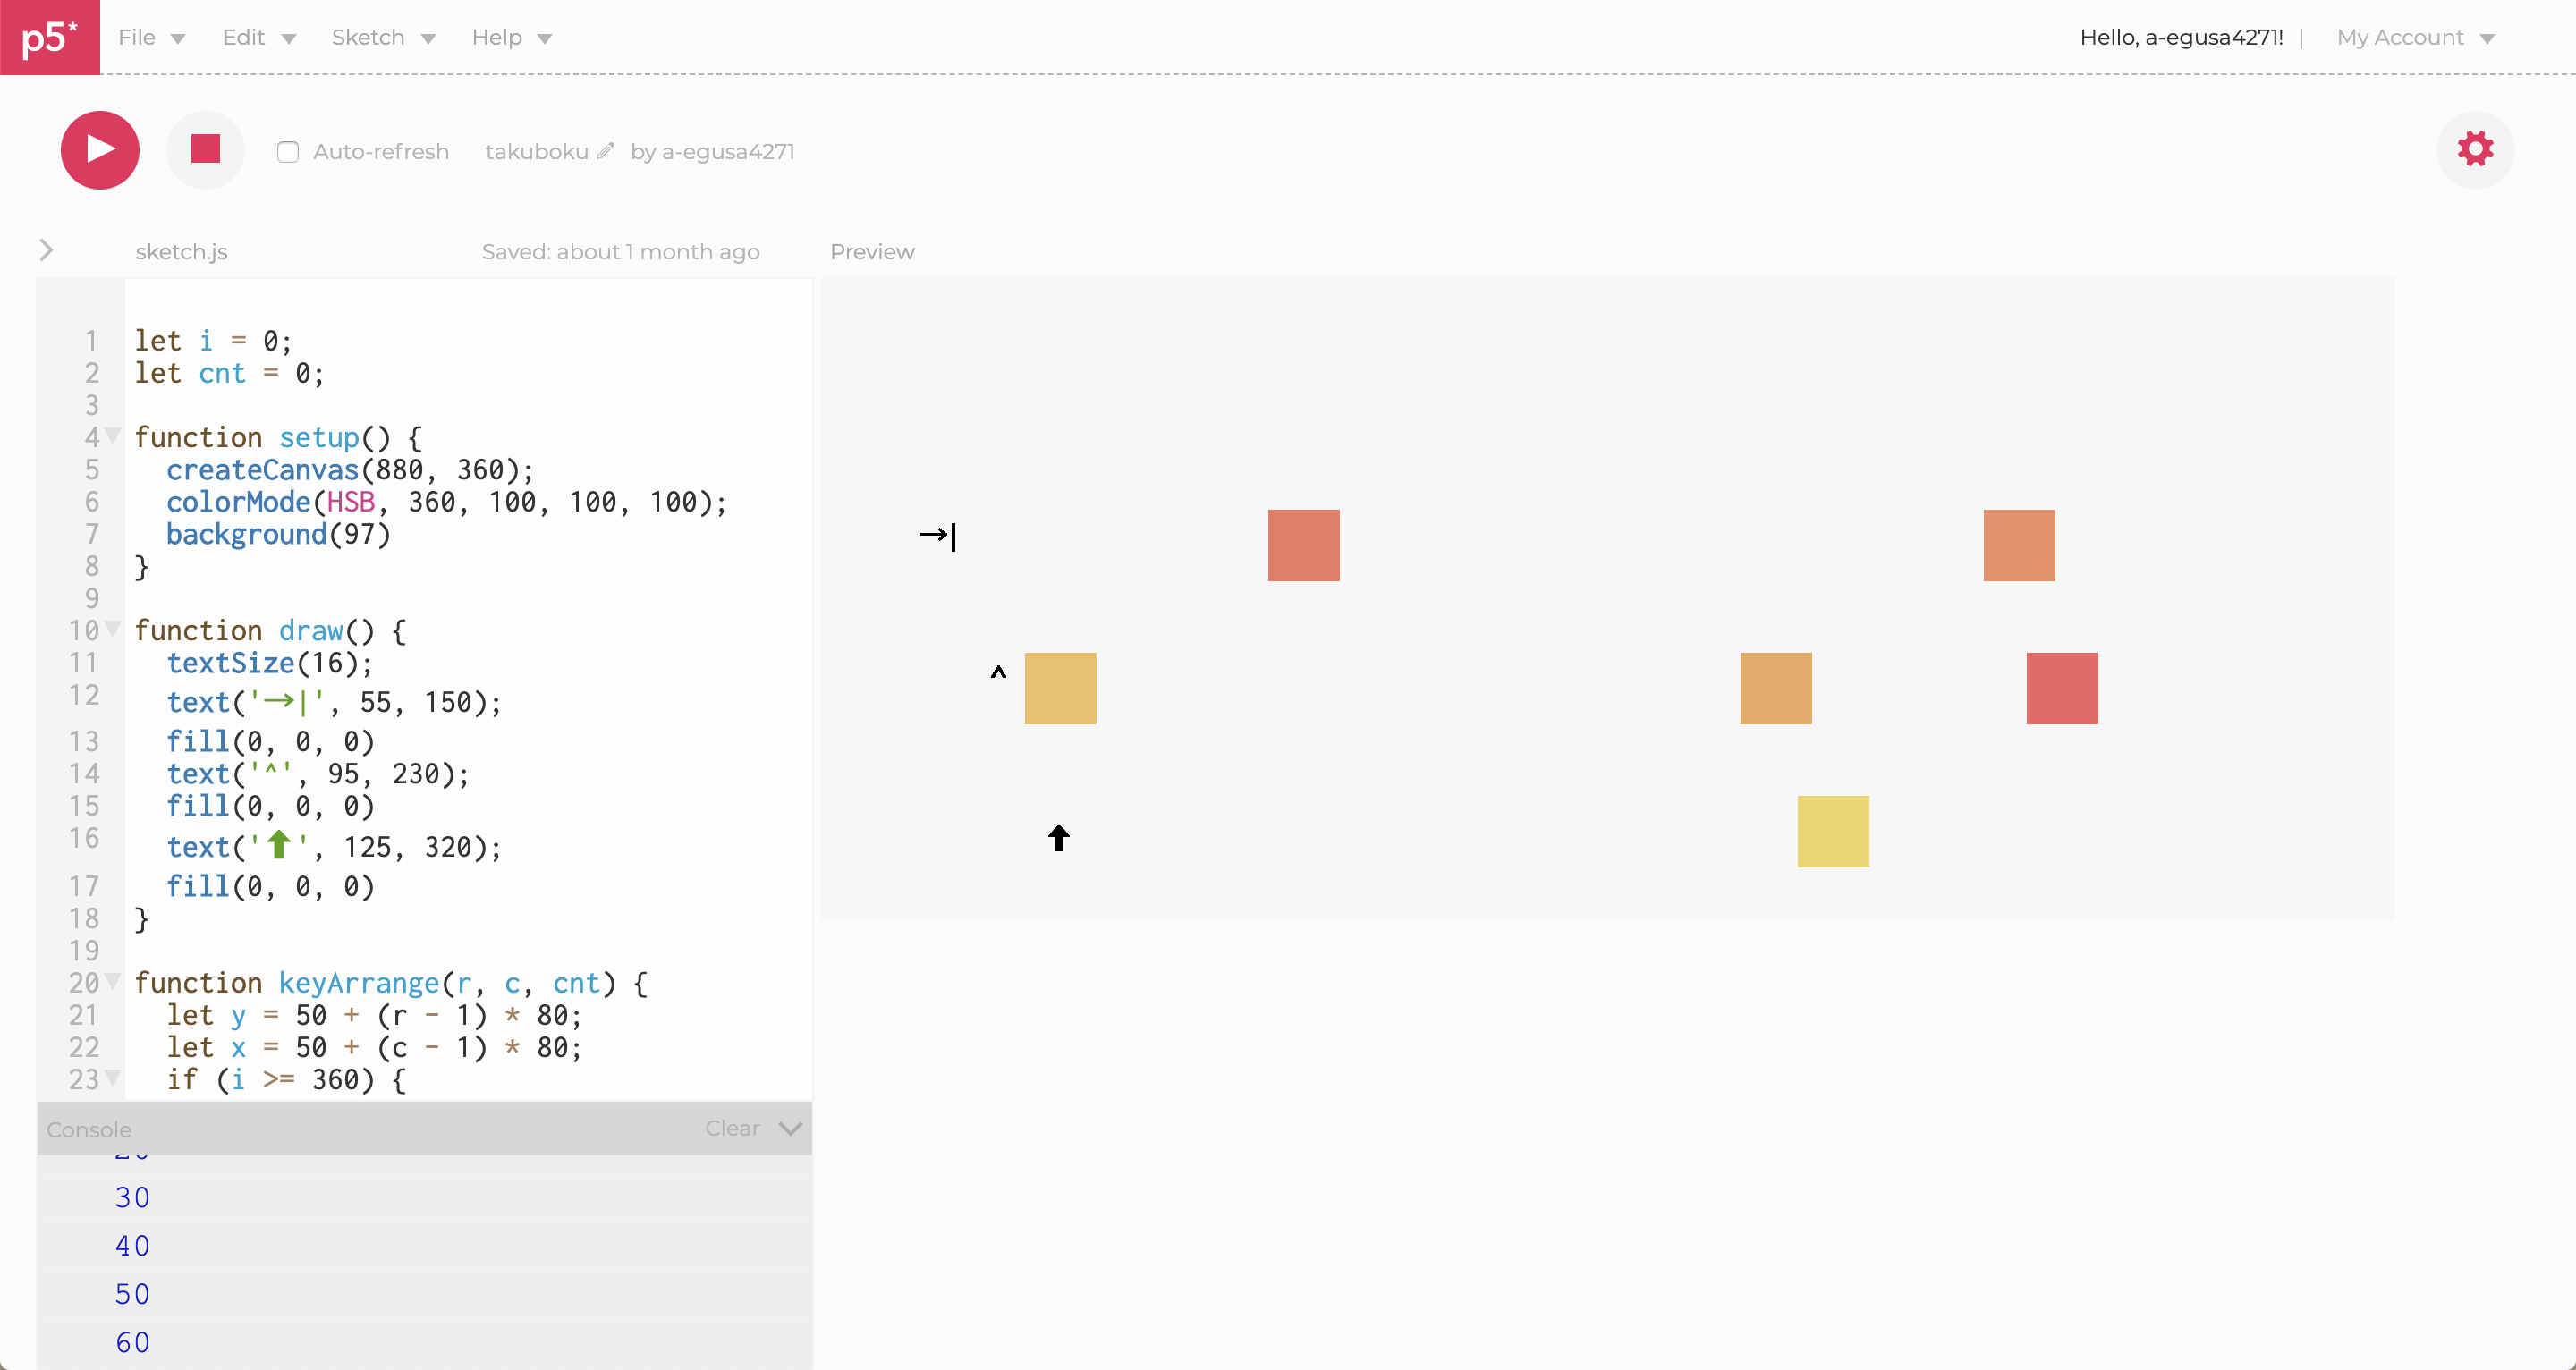 p5* File Edit Sketch Help Hello, a-egusa4271! | My Account
Auto-refresh takuboku by a-egusa4271
sketch.js Saved: about 1 month ago Preview
1 let i = 0;
2 let cnt = 0;
3
4 function setup() {
5 createCanvas(880, 360);
6 colorMode(HSB, 360, 100, 100, 100);
7 background(97)
8 }
9
10 function draw() {
11 textSize(16);
12 text('→|', 55, 150);
13 fill(0, 0, 0)
14 text('^', 95, 230);
15 fill(0, 0, 0)
16 text('⬆', 125, 320);
17 fill(0, 0, 0)
18 }
19
20 function keyArrange(r, c, cnt) {
21 let y = 50 + (r - 1) * 80;
22 let x = 50 + (c - 1) * 80;
23 if (i >= 360) {
Console Clear
30
40
50
60
→|
^
⬆